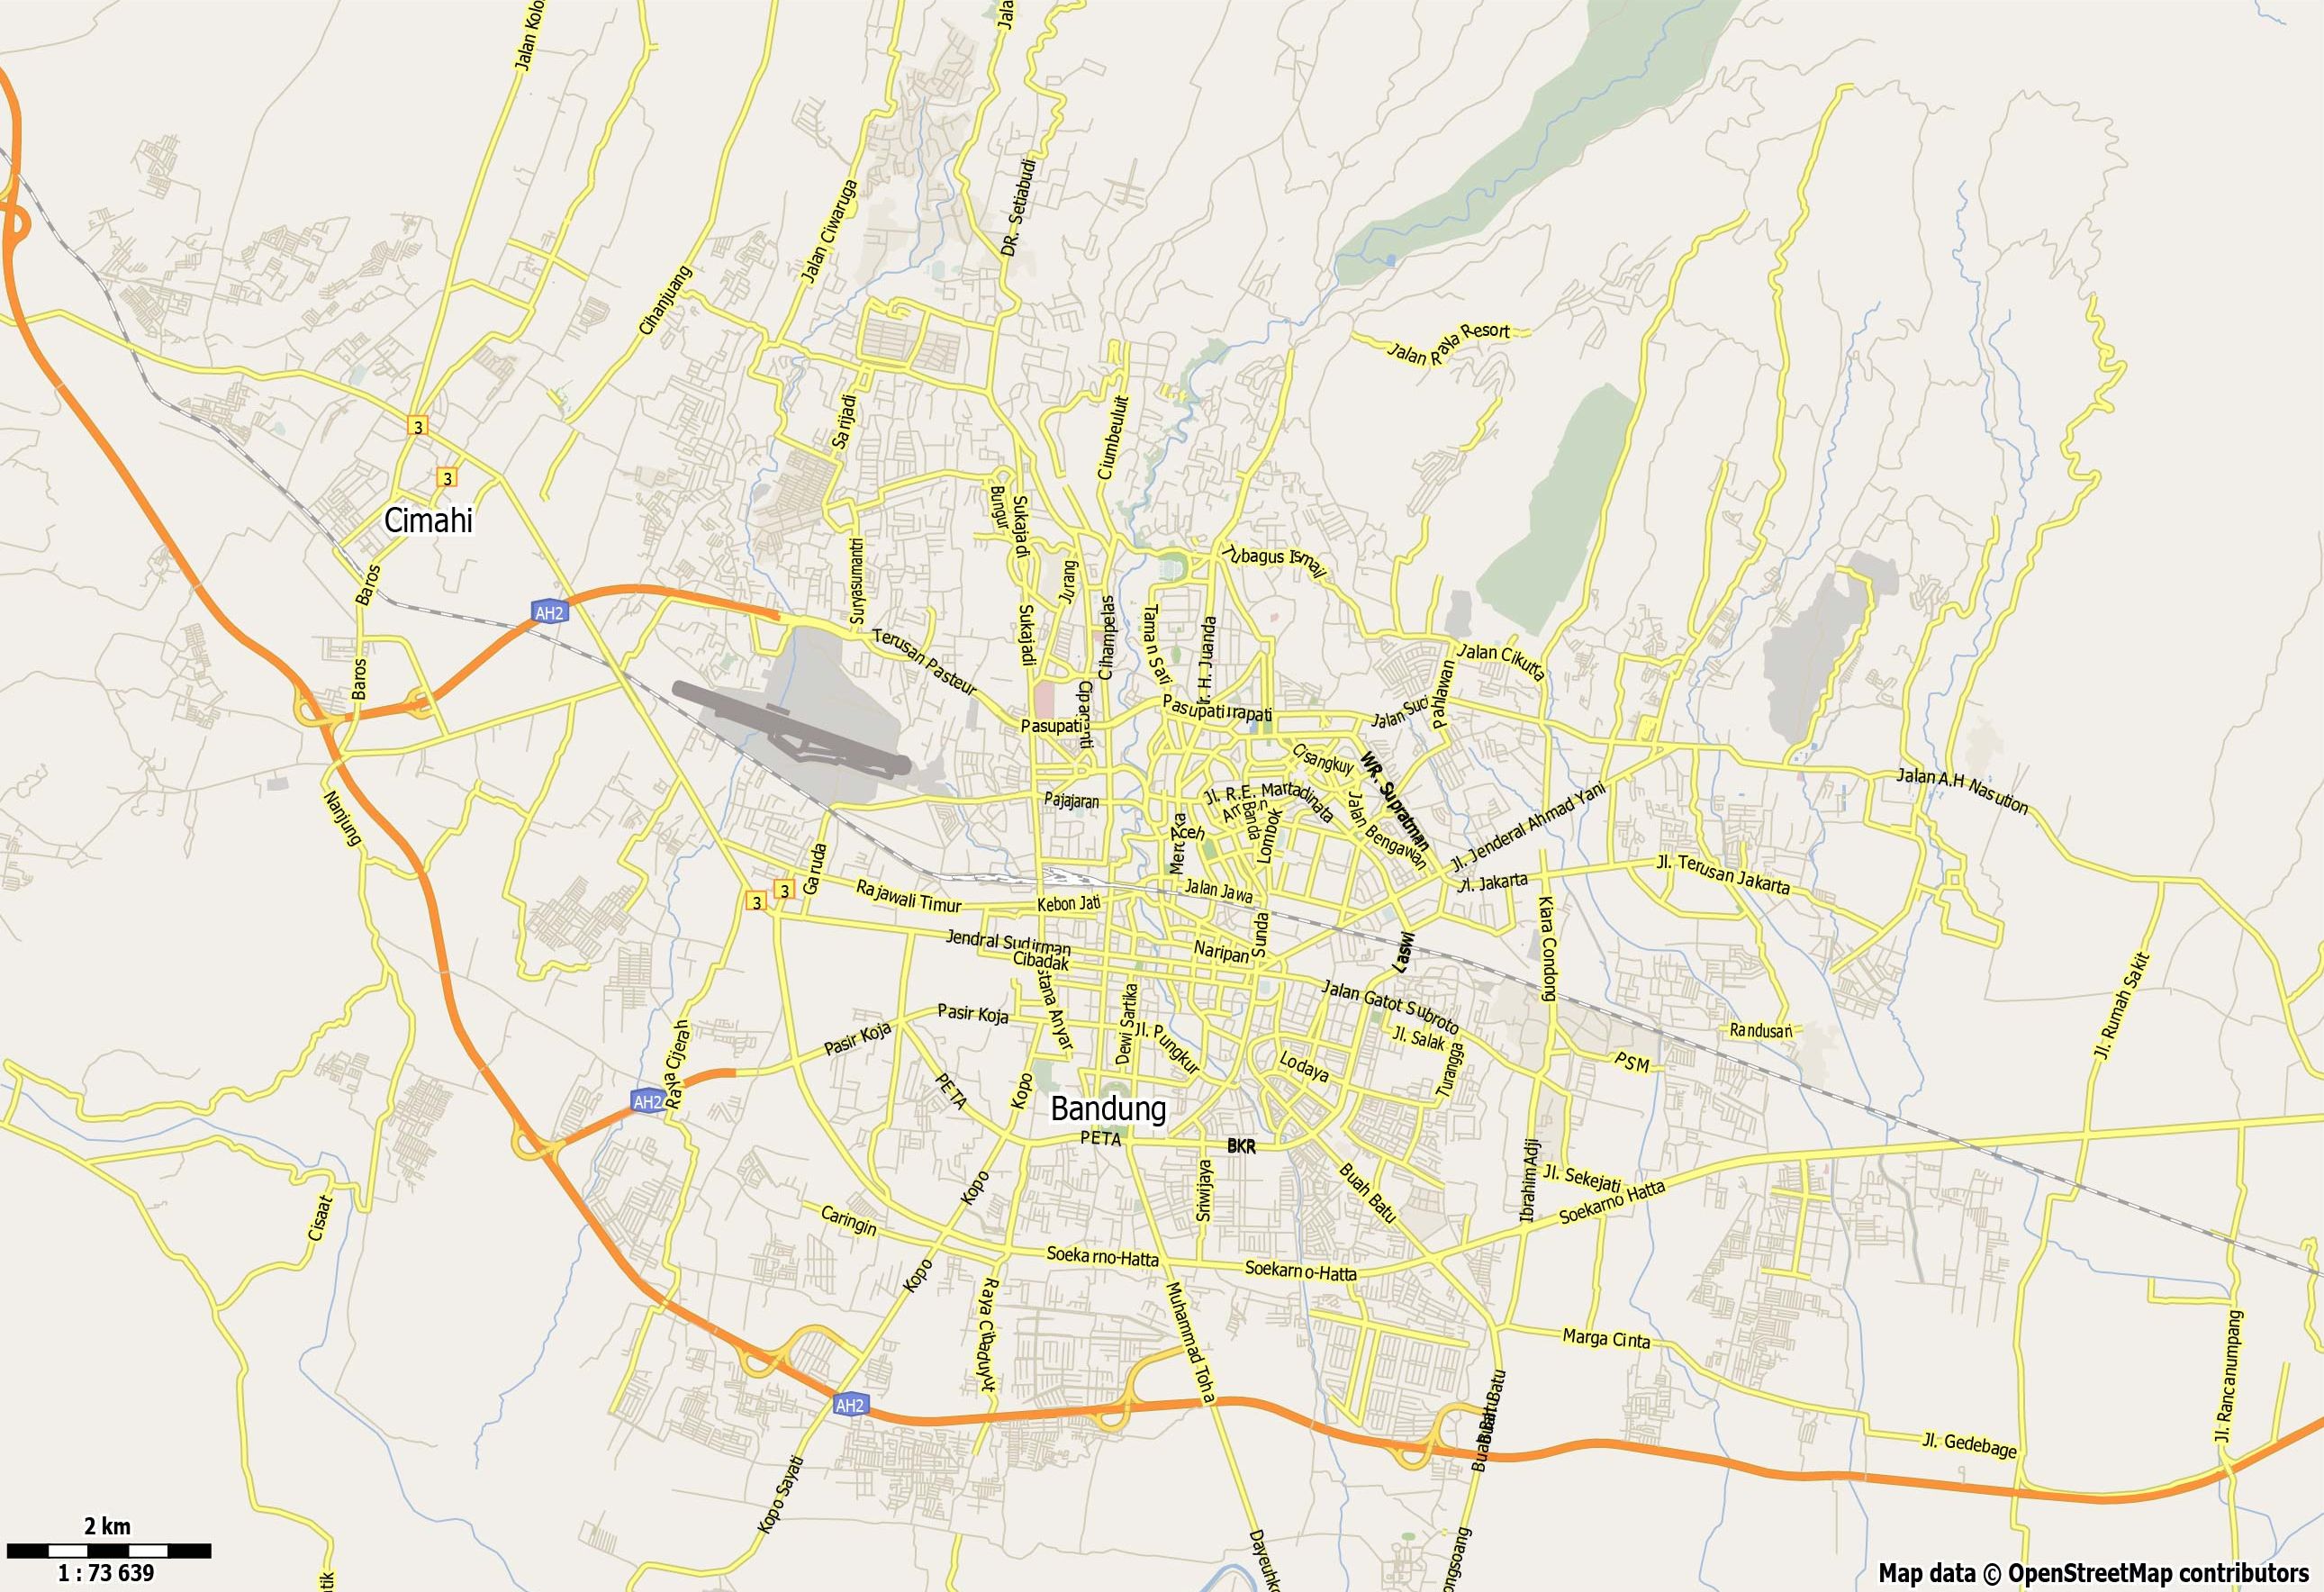 Jalan Kolo
Jala
DR. Setiabudi
Jalan Ciwaruga
Cihanjuang
Jalan Raya Resort
3
Sarijadi
Ciumbeuluit
3
Cimahi
Bungur
Sukajadi
Suryasumantri
Tubagus Ismail
Baros
Jurang
AH2
Sukajadi
Cihampelas
Taman Sari
Ir. H. Juanda
Terusan Pasteur
Jalan Cikutta
Baros
Pahlawan
Pasupati
Jalan Suci
Pasupati
Cisangkuy
WR. Supratman
Jalan A.H Nasution
Nanjung
Pajajaran
Jl. R.E. Martadinata
Banda
Lombok
Aceh
Merdeka
Jalan Bengawan
Jl. Jenderal Ahmad Yani
Garuda
Jl. Terusan Jakarta
3
3
Rajawali Timur
Kebon Jati
Jalan Jawa
Jl. Jakarta
Kiara Condong
Sunda
Jendral Sudirman
Cibadak
Naripan
Laswi
Jl. Rumah Sakit
Astana Anyar
Dewi Sartika
Jalan Gatot Subroto
Pasir Koja
Pasir Koja
Jl. Pungkur
Jl. Salak
Randusari
Raya Cijerah
Lodaya
Turangga
PSM
AH2
PETA
Kopo
Bandung
PETA
BKR
Ibrahim Adji
Cisaat
Kopo
Sriwijaya
Buah Batu
Jl. Sekejati
Soekarno Hatta
Caringin
Soekarno-Hatta
Soekarno-Hatta
Kopo
Raya Cibaduyut
Muhammad Toha
Marga Cinta
Jl. Rancanumpang
AH2
Buah Batu
Jl. Gedebage
Kopo Sayati
2 km
1 : 73 639
Dayeuhko
ongsoang
tik
Map data © OpenStreetMap contributors